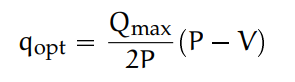 q_opt = Q_max / 2P (P − V)